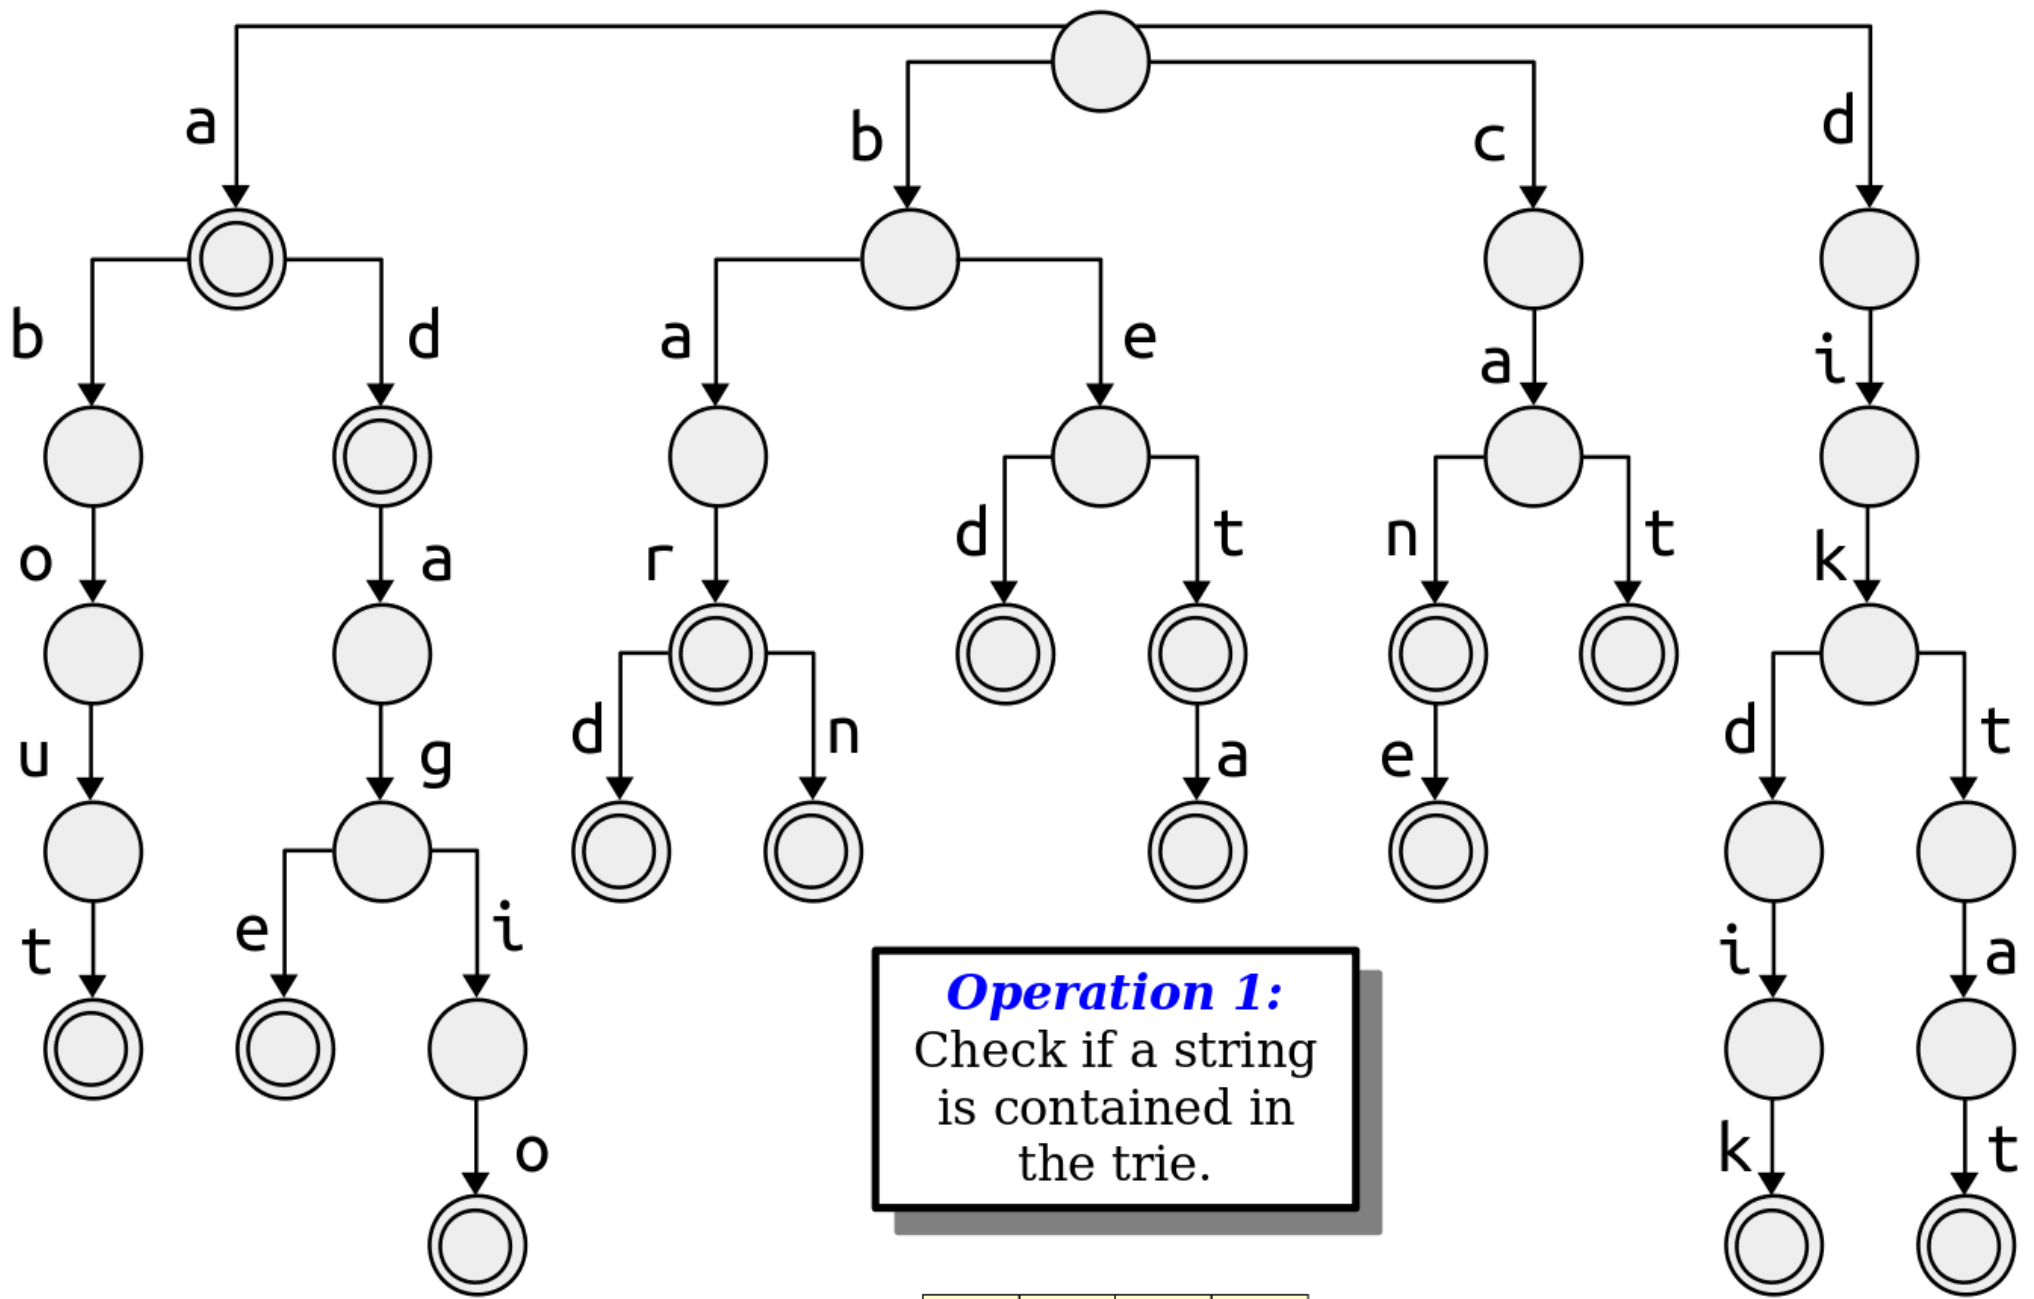 a
b
c
d
b
d
a
e
a
i
o
a
r
d
t
n
t
k
u
g
d
n
a
e
d
t
t
e
i
i
a
o
k
t
Operation 1:
Check if a string
is contained in
the trie.